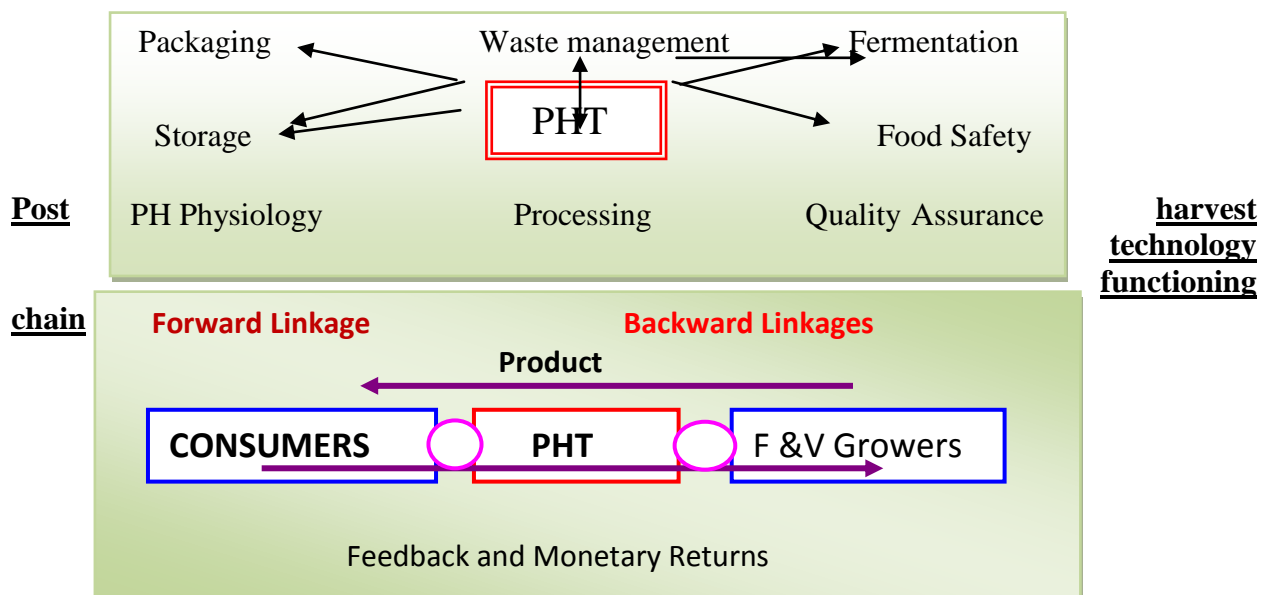 Packaging Waste management Fermentation
PHT
Storage Food Safety
Post PH Physiology Processing Quality Assurance harvest
technology
functioning
chain Forward Linkage Backward Linkages
Product
CONSUMERS PHT F &V Growers
Feedback and Monetary Returns